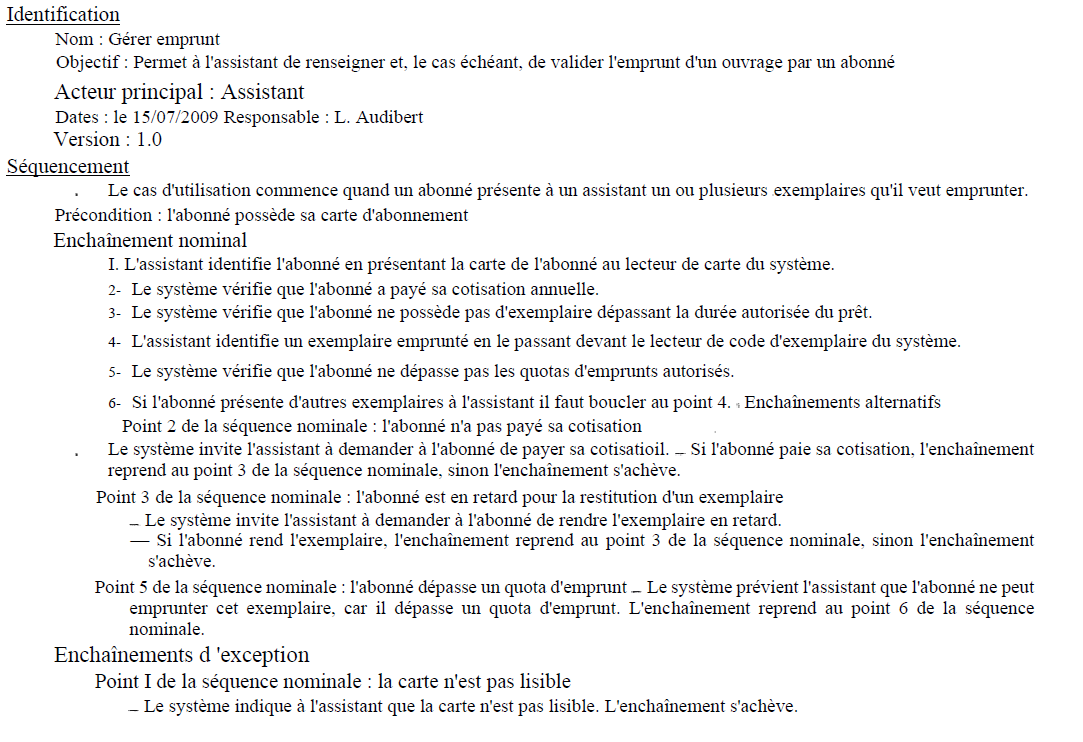 Identification
Nom : Gérer emprunt
Objectif : Permet à l'assistant de renseigner et, le cas échéant, de valider l'emprunt d'un ouvrage par un abonné
Acteur principal : Assistant
Dates : le 15/07/2009 Responsable : L. Audibert
Version : 1.0
Séquencement
. Le cas d'utilisation commence quand un abonné présente à un assistant un ou plusieurs exemplaires qu'il veut emprunter.
Précondition : l'abonné possède sa carte d'abonnement
Enchaînement nominal
I. L'assistant identifie l'abonné en présentant la carte de l'abonné au lecteur de carte du système.
2- Le système vérifie que l'abonné a payé sa cotisation annuelle.
3- Le système vérifie que l'abonné ne possède pas d'exemplaire dépassant la durée autorisée du prêt.
4- L'assistant identifie un exemplaire emprunté en le passant devant le lecteur de code d'exemplaire du système.
5- Le système vérifie que l'abonné ne dépasse pas les quotas d'emprunts autorisés.
6- Si l'abonné présente d'autres exemplaires à l'assistant il faut boucler au point 4. Enchaînements alternatifs
Point 2 de la séquence nominale : l'abonné n'a pas payé sa cotisation
. Le système invite l'assistant à demander à l'abonné de payer sa cotisatioil. – Si l'abonné paie sa cotisation, l'enchaînement
reprend au point 3 de la séquence nominale, sinon l'enchaînement s'achève.
Point 3 de la séquence nominale : l'abonné est en retard pour la restitution d'un exemplaire
– Le système invite l'assistant à demander à l'abonné de rendre l'exemplaire en retard.
— Si l'abonné rend l'exemplaire, l'enchaînement reprend au point 3 de la séquence nominale, sinon l'enchaînement
s'achève.
Point 5 de la séquence nominale : l'abonné dépasse un quota d'emprunt – Le système prévient l'assistant que l'abonné ne peut
emprunter cet exemplaire, car il dépasse un quota d'emprunt. L'enchaînement reprend au point 6 de la séquence
nominale.
Enchaînements d 'exception
Point I de la séquence nominale : la carte n'est pas lisible
– Le système indique à l'assistant que la carte n'est pas lisible. L'enchaînement s'achève.